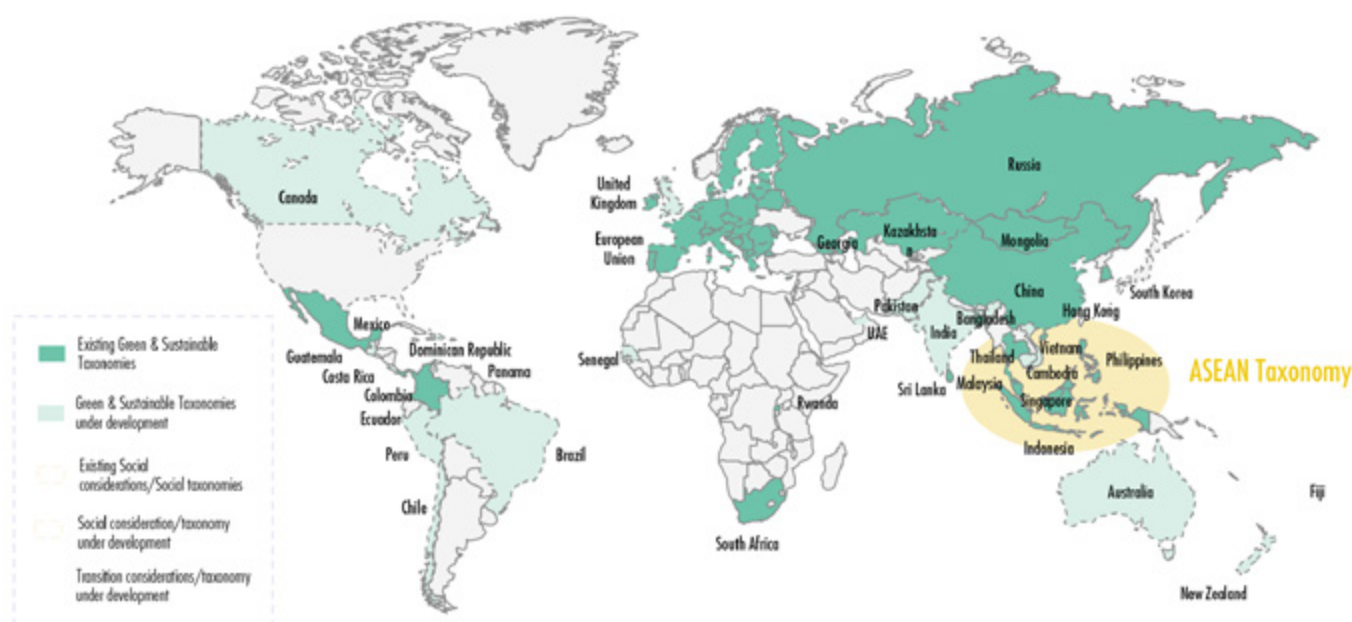 Russia
Canada
United
Kingdom
European
Union
Georgia
Kazakhsta
n
Mongolia
China
South Korea
Hong Kong
Pakistan
Bangladesh
India
UAE
Mexico
Guatemala
Dominican Republic
Costa Rica
Panama
Colombia
Ecuador
Peru
Brazil
Chile
Senegal
Rwanda
South Africa
Sri Lanka
Thailand
Vietnam
Cambodia
Philippines
Malaysia
Singapore
Indonesia
ASEAN Taxonomy
Australia
Fiji
New Zealand
Existing Green & Sustainable
Taxonomies
Green & Sustainable Taxonomies
under development
Existing Social
considerations/Social taxonomies
Social consideration/taxonomy
under development
Transition considerations/taxonomy
under development